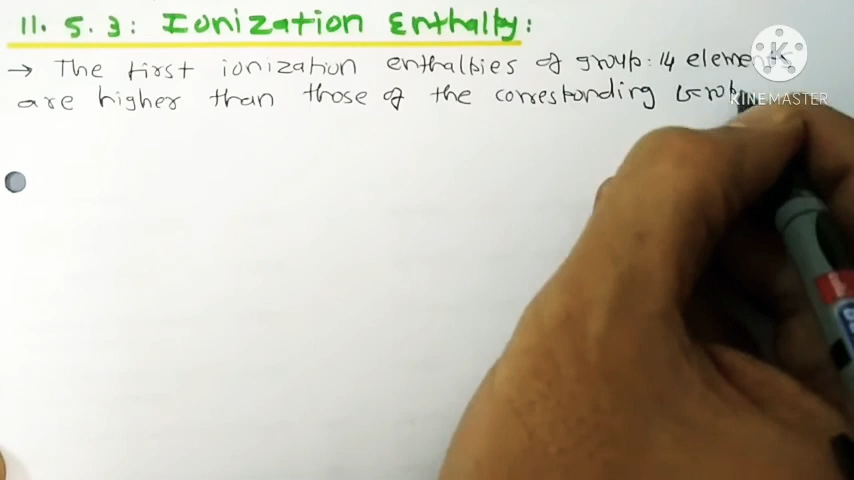 11.5.3: Ionization Enthalpy:
→ The first ionization enthalpies of group: 14 elements
are higher than those of the corresponding
KINEMASTER